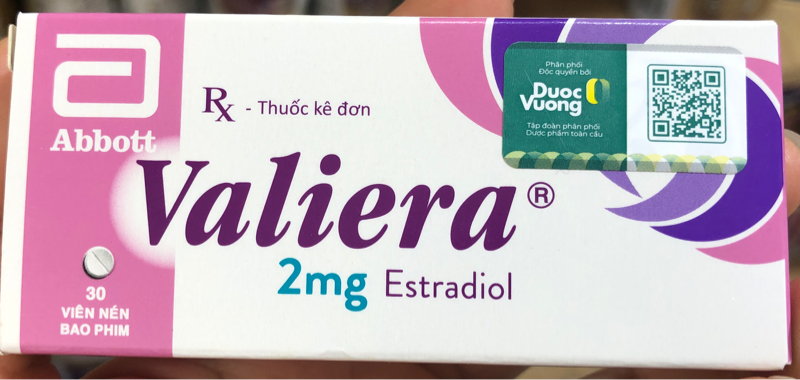 Abbott
Rx - Thuốc kê đơn
Valiera®
2mg Estradiol
30
VIÊN NÉN
BAO PHIM
Phân phối
Độc quyền bởi
Duoc
Vuong
Tập đoàn phân phối
Dược phẩm toàn cầu